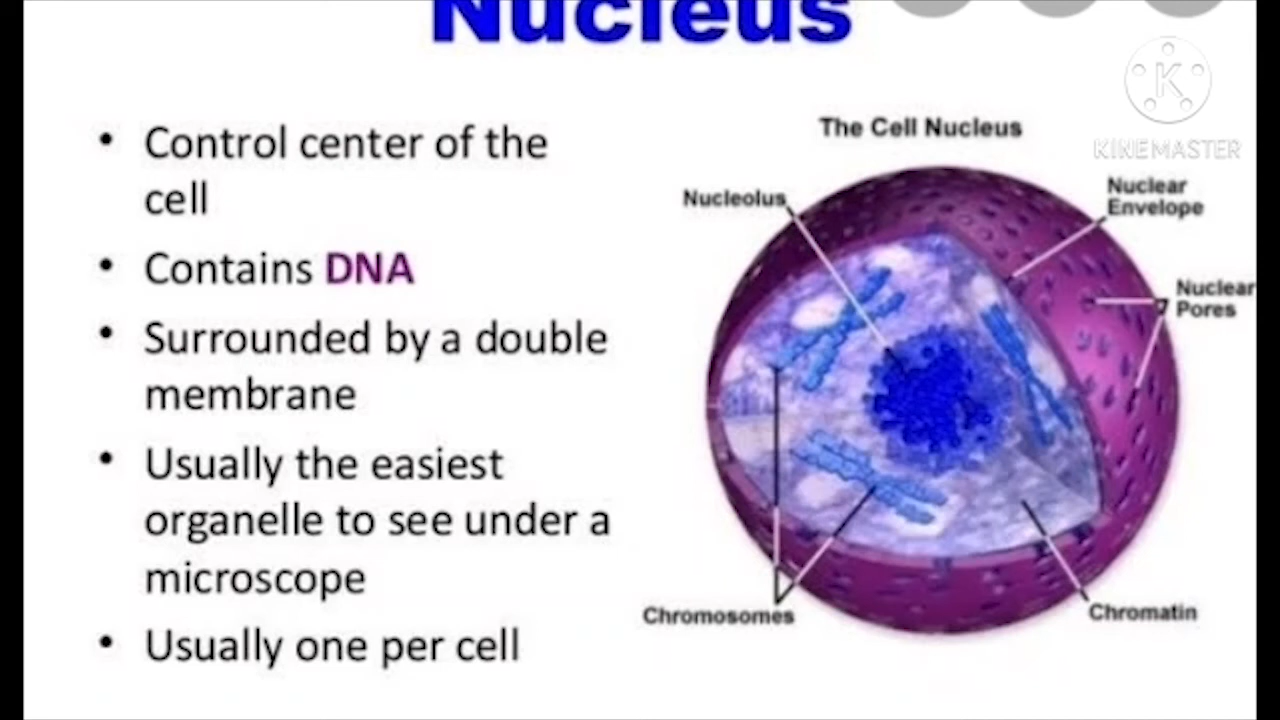 Nucleus
K
KINEMASTER
• Control center of the
cell
• Contains DNA
• Surrounded by a double
membrane
• Usually the easiest
organelle to see under a
microscope
• Usually one per cell
The Cell Nucleus
Nucleolus
Nuclear
Envelope
Nuclear
Pores
Chromosomes
Chromatin